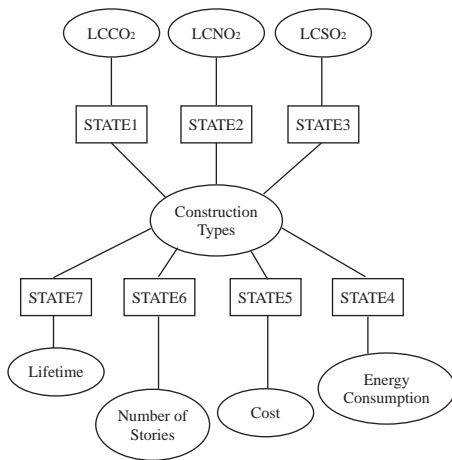 LCCO₂ LCNO₂ LCSO₂
STATE1 STATE2 STATE3
Construction
Types
STATE7 STATE6 STATE5 STATE4
Lifetime
Number of
Stories
Cost
Energy
Consumption